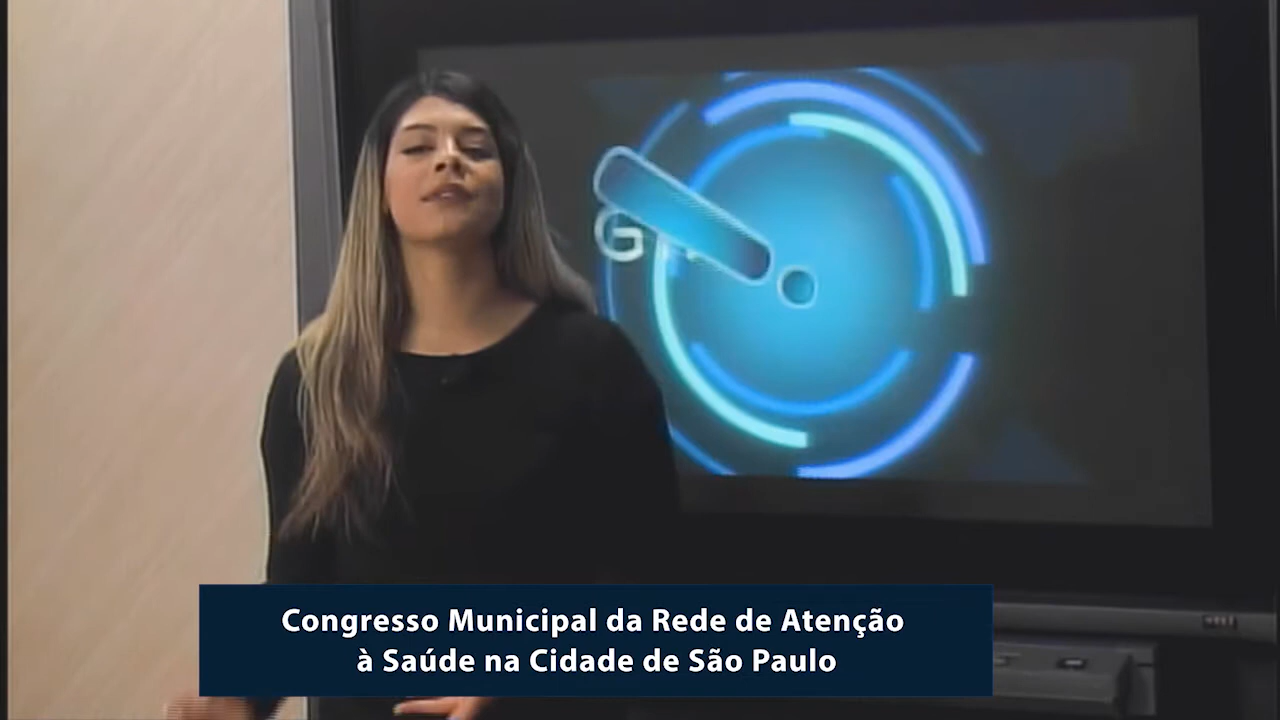 Congresso Municipal da Rede de Atenção
à Saúde na Cidade de São Paulo